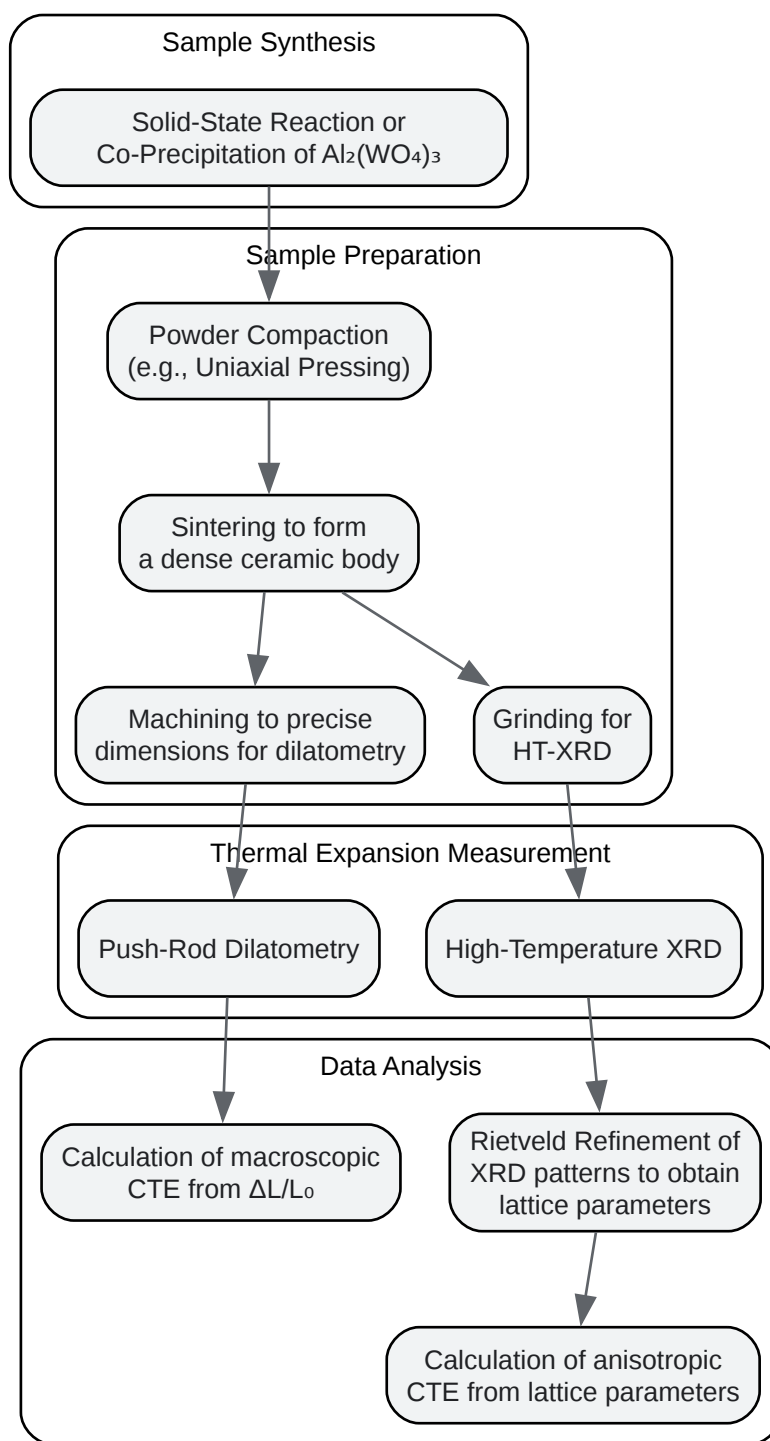 Sample Synthesis
Solid-State Reaction or
Co-Precipitation of Al₂(WO₄)₃
Sample Preparation
Powder Compaction
(e.g., Uniaxial Pressing)
Sintering to form
a dense ceramic body
Machining to precise
dimensions for dilatometry
Grinding for
HT-XRD
Thermal Expansion Measurement
Push-Rod Dilatometry
High-Temperature XRD
Data Analysis
Calculation of macroscopic
CTE from ΔL/L₀
Rietveld Refinement of
XRD patterns to obtain
lattice parameters
Calculation of anisotropic
CTE from lattice parameters